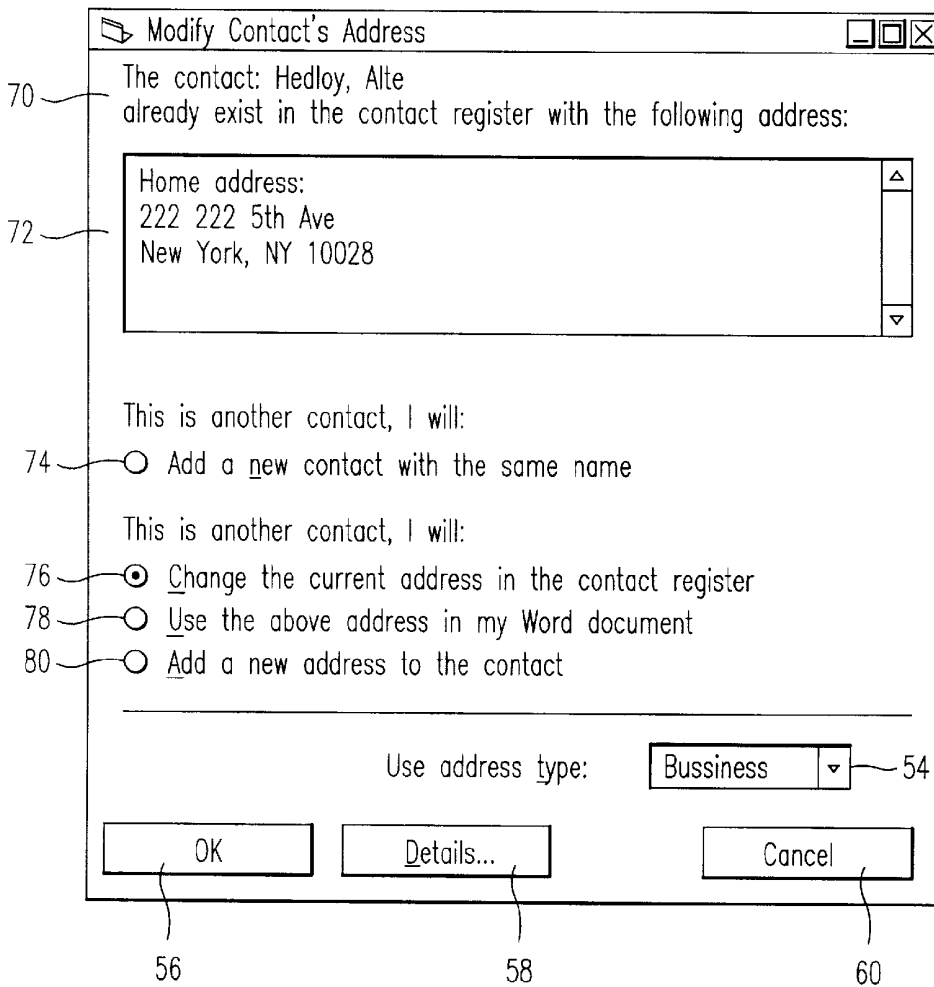 Modify Contact's Address
70
The contact: Hedloy, Alte
already exist in the contact register with the following address:
72
Home address:
222 222 5th Ave
New York, NY 10028
This is another contact, I will:
74
Add a new contact with the same name
This is another contact, I will:
76
Change the current address in the contact register
78
Use the above address in my Word document
80
Add a new address to the contact
Use address type: Bussiness 54
OK Details... Cancel
56 58 60